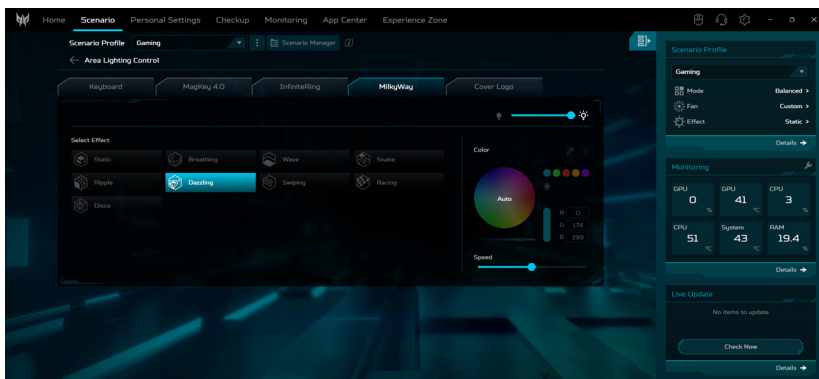 Home Scenario Personal Settings Checkup Monitoring App Center Experience Zone
Scenario Profile Gaming Scenario Manager
Area Lighting Control
Keyboard MagKey 4.0 InfiniteRing MilkyWay Cover Logo
Select Effect
Static Breathing Wave Snake
Ripple Dazzling Swiping Racing
Disco
Color
Auto
R 0
G 174
B 199
Speed
Scenario Profile
Gaming
Mode Balanced >
Fan Custom >
Effect Static >
Details →
Monitoring
GPU GPU CPU
0 % 41 °C 3 %
CPU System RAM
51 °C 43 °C 19.4 %
Details →
Live Update
No items to update
Check Now
Details →